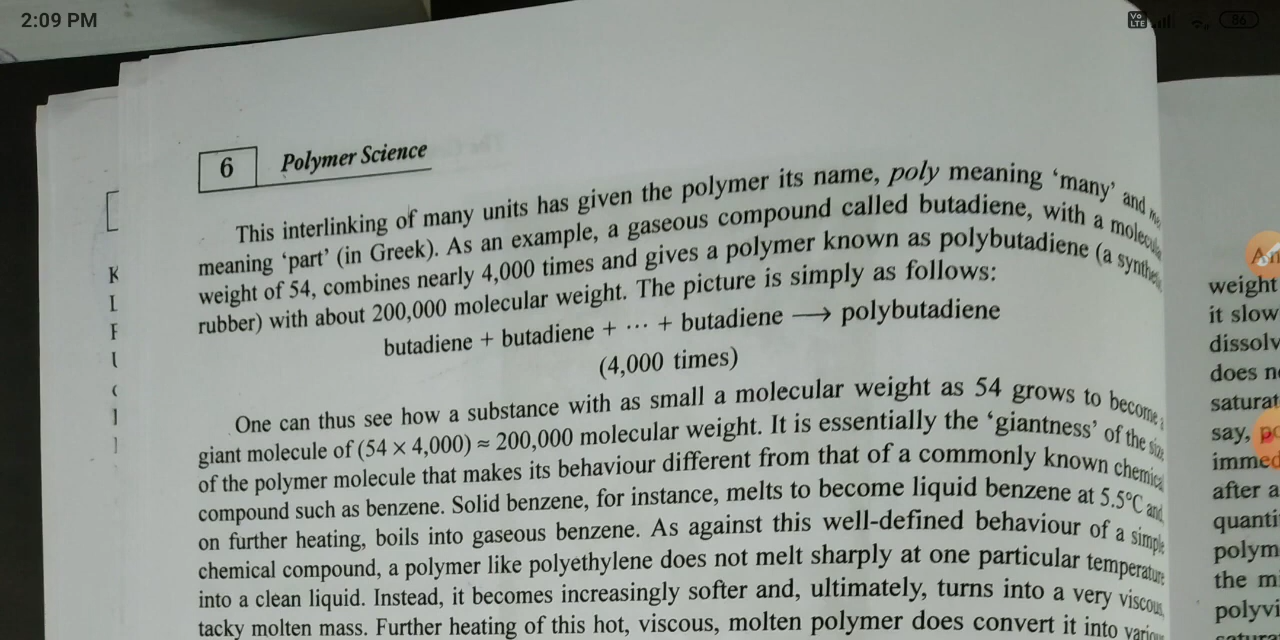 2:09 PM
Vo LTE
86
6 Polymer Science
This interlinking of many units has given the polymer its name, poly meaning ‘many’ and
meaning ‘part’ (in Greek). As an example, a gaseous compound called butadiene, with a
weight of 54, combines nearly 4,000 times and gives a polymer known as polybutadiene (a
rubber) with about 200,000 molecular weight. The picture is simply as follows:
butadiene + butadiene + ··· + butadiene ⟶ polybutadiene
(4,000 times)
One can thus see how a substance with as small a molecular weight as 54 grows to become a
giant molecule of (54 × 4,000) ≈ 200,000 molecular weight. It is essentially the ‘giantness’ of the size
of the polymer molecule that makes its behaviour different from that of a commonly known chemical
compound such as benzene. Solid benzene, for instance, melts to become liquid benzene at 5.5°C and,
on further heating, boils into gaseous benzene. As against this well-defined behaviour of a simple
chemical compound, a polymer like polyethylene does not melt sharply at one particular temperature
into a clean liquid. Instead, it becomes increasingly softer and, ultimately, turns into a very viscous,
tacky molten mass. Further heating of this hot, viscous, molten polymer does convert it into
K
I
F
weight
it slow
dissolv
does n
saturat
say,
immed
after a
quanti
polym
the mi
polyvi